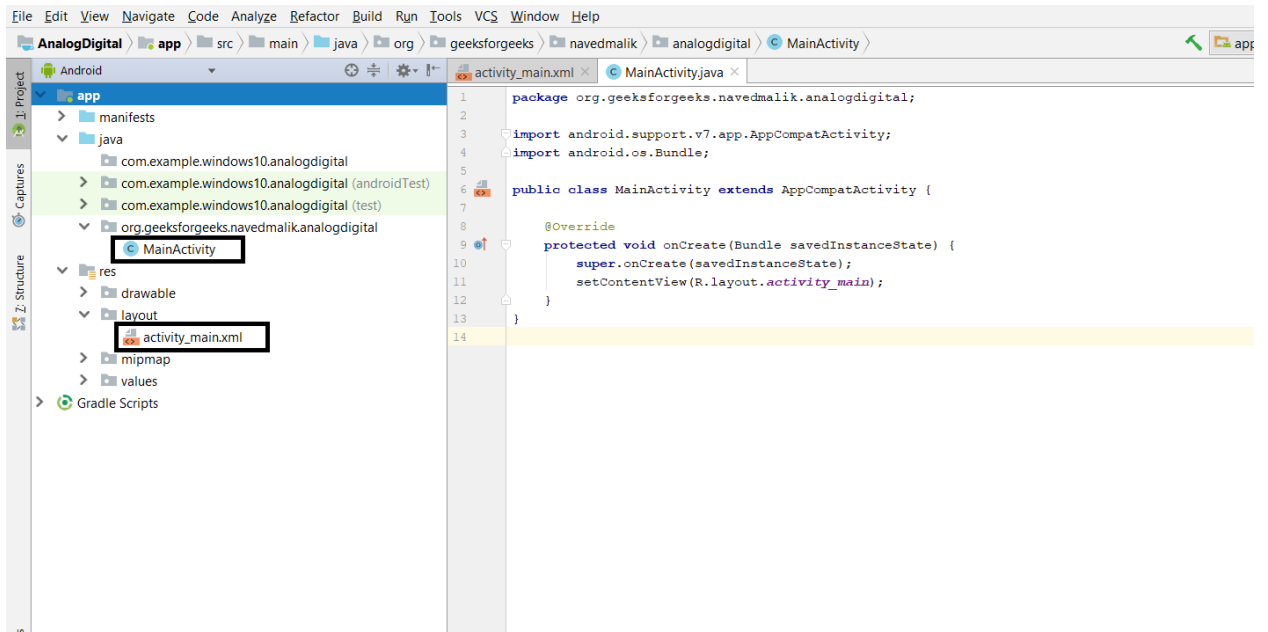 File Edit View Navigate Code Analyze Refactor Build Run Tools VCS Window Help
AnalogDigital app src main java org geeksforgeeks navedmalik analogdigital MainActivity app
Android
activity_main.xml MainActivity.java
1: Project
Captures
Z: Structure
app
manifests
java
com.example.windows10.analogdigital
com.example.windows10.analogdigital (androidTest)
com.example.windows10.analogdigital (test)
org.geeksforgeeks.navedmalik.analogdigital
MainActivity
res
drawable
layout
activity_main.xml
mipmap
values
Gradle Scripts
1 package org.geeksforgeeks.navedmalik.analogdigital;
2
3 import android.support.v7.app.AppCompatActivity;
4 import android.os.Bundle;
5
6 public class MainActivity extends AppCompatActivity {
7
8 @Override
9 protected void onCreate(Bundle savedInstanceState) {
10 super.onCreate(savedInstanceState);
11 setContentView(R.layout.activity_main);
12 }
13 }
14